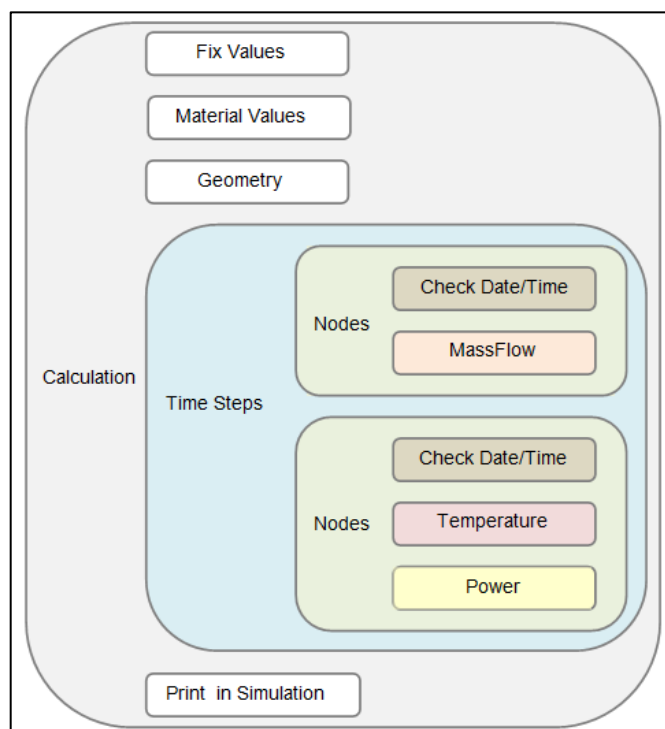 Fix Values
Material Values
Geometry
Check Date/Time
Nodes
MassFlow
Calculation
Time Steps
Check Date/Time
Nodes
Temperature
Power
Print in Simulation